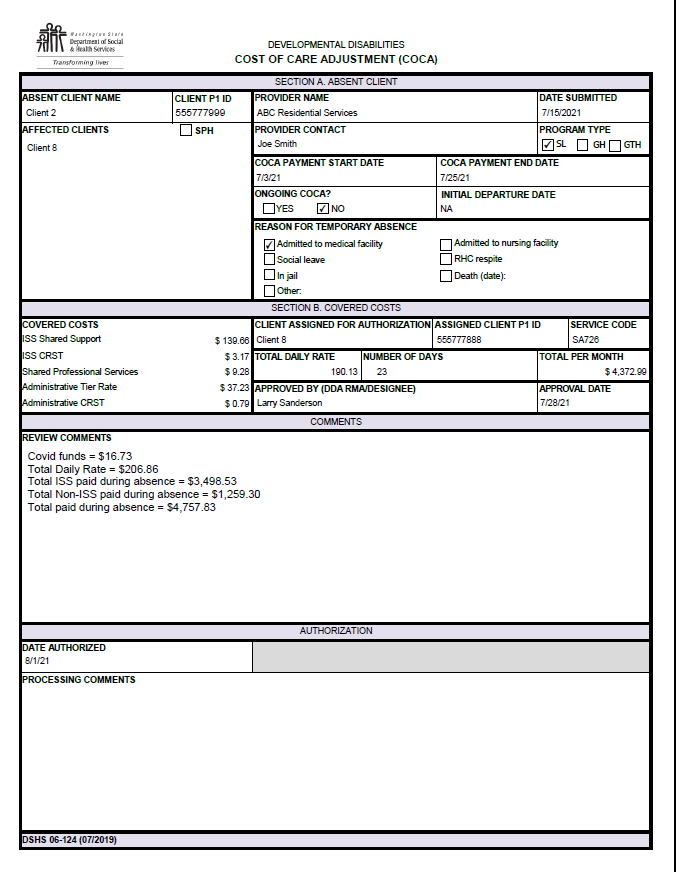 Washington State
Department of Social
& Health Services
Transforming lives
DEVELOPMENTAL DISABILITIES
COST OF CARE ADJUSTMENT (COCA)
SECTION A. ABSENT CLIENT
ABSENT CLIENT NAME
Client 2
CLIENT P1 ID
555777999
PROVIDER NAME
ABC Residential Services
DATE SUBMITTED
7/15/2021
AFFECTED CLIENTS
SPH
Client 8
PROVIDER CONTACT
Joe Smith
PROGRAM TYPE
✓ SL GH GTH
COCA PAYMENT START DATE
7/3/21
COCA PAYMENT END DATE
7/25/21
ONGOING COCA?
YES ✓ NO
INITIAL DEPARTURE DATE
NA
REASON FOR TEMPORARY ABSENCE
✓ Admitted to medical facility
Admitted to nursing facility
Social leave
RHC respite
In jail
Death (date):
Other:
SECTION B. COVERED COSTS
COVERED COSTS
ISS Shared Support $ 139.66
ISS CRST $ 3.17
Shared Professional Services $ 9.28
Administrative Tier Rate $ 37.23
Administrative CRST $ 0.79
CLIENT ASSIGNED FOR AUTHORIZATION
Client 8
ASSIGNED CLIENT P1 ID
555777888
SERVICE CODE
SA726
TOTAL DAILY RATE
190.13
NUMBER OF DAYS
23
TOTAL PER MONTH
$ 4,372.99
APPROVED BY (DDA RMA/DESIGNEE)
Larry Sanderson
APPROVAL DATE
7/28/21
COMMENTS
REVIEW COMMENTS
Covid funds = $16.73
Total Daily Rate = $206.86
Total ISS paid during absence = $3,498.53
Total Non-ISS paid during absence = $1,259.30
Total paid during absence = $4,757.83
AUTHORIZATION
DATE AUTHORIZED
8/1/21
PROCESSING COMMENTS
DSHS 06-124 (07/2019)